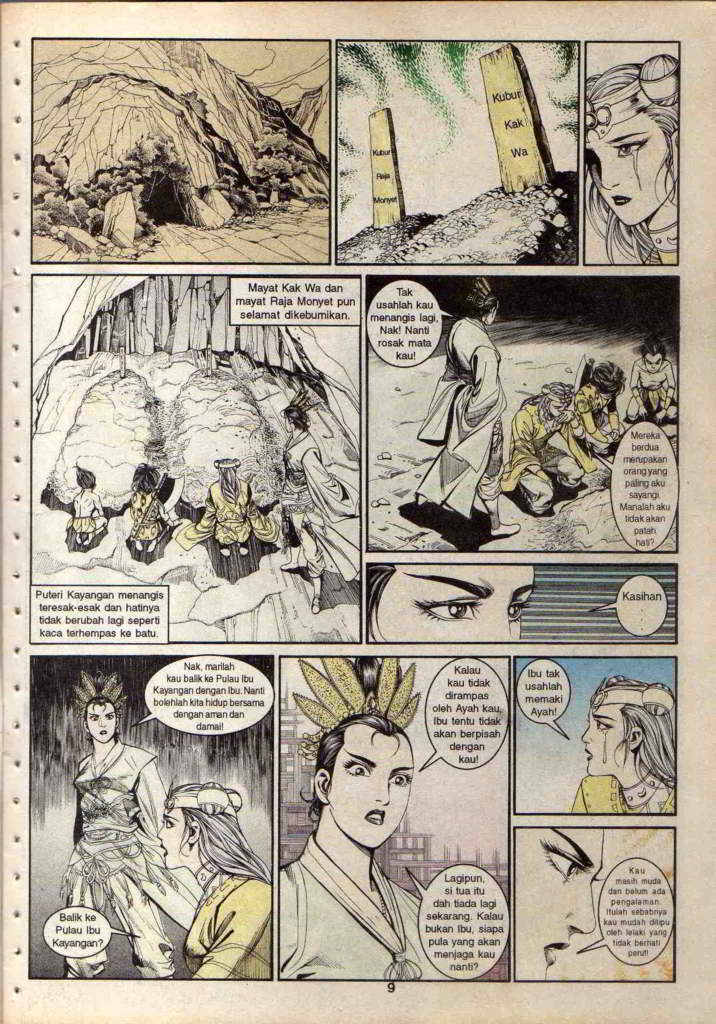 Kubur
Raja
Monyet
Kubur
Kak
Wa
Mayat Kak Wa dan
mayat Raja Monyet pun
selamat dikebumikan.
Puteri Kayangan menangis
teresak-esak dan hatinya
tidak berubah lagi seperti
kaca terhempas ke batu.
Tak
usahlah kau
menangis lagi,
Nak! Nanti
rosak mata
kau!
Mereka
berdua
merupakan
orang yang
paling aku
sayangi.
Manalah aku
tidak akan
patah
hati?
Kasihan
Nak, marilah
kau balik ke Pulau Ibu
Kayangan dengan Ibu. Nanti
bolehlah kita hidup bersama
dengan aman dan
damai!
Balik ke
Pulau Ibu
Kayangan?
Kalau
kau tidak
dirampas
oleh Ayah kau,
Ibu tentu tidak
akan berpisah
dengan
kau!
Lagipun,
si tua itu
dah tiada lagi
sekarang. Kalau
bukan Ibu, siapa
pula yang akan
menjaga kau
nanti?
Ibu tak
usahlah
memaki
Ayah!
Kau
masih muda
dan belum ada
pengalaman.
Itulah sebabnya
kau mudah ditipu
oleh lelaki yang
tidak berhati
perut!
9